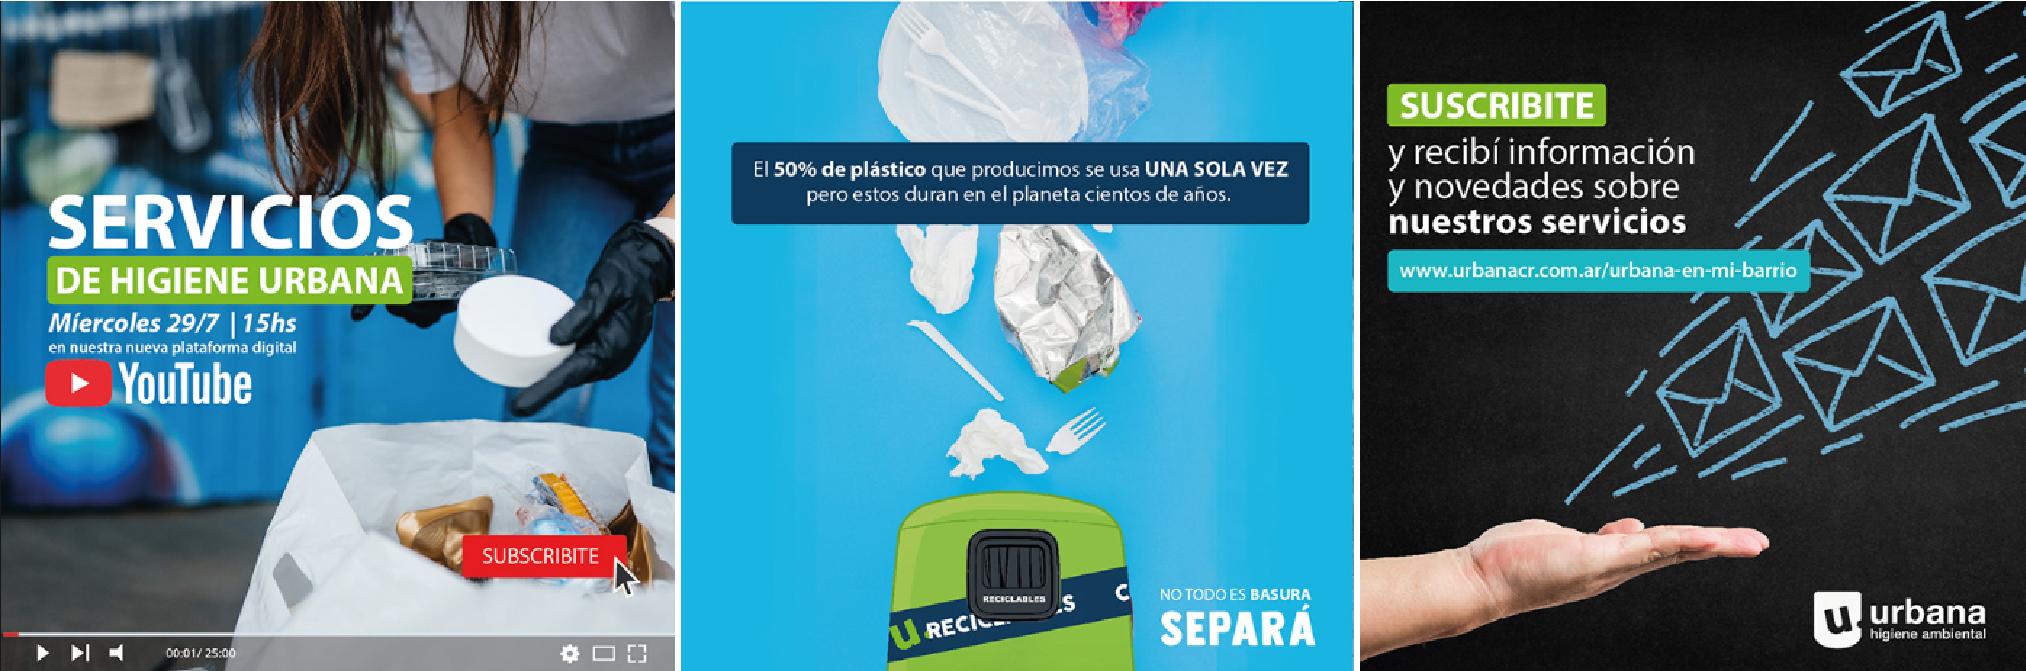 SERVICIOS
DE HIGIENE URBANA
Míercoles 29/7 | 15hs
en nuestra nueva plataforma digital
YouTube
SUBSCRIBITE
00:01/ 25:00
El 50% de plástico que producimos se usa UNA SOLA VEZ
pero estos duran en el planeta cientos de años.
RECICLABLES
u.RECIC
ES
C
NO TODO ES BASURA
SEPARÁ
SUSCRIBITE
y recibí información
y novedades sobre
nuestros servicios
www.urbanacr.com.ar/urbana-en-mi-barrio
u.
urbana
higiene ambiental